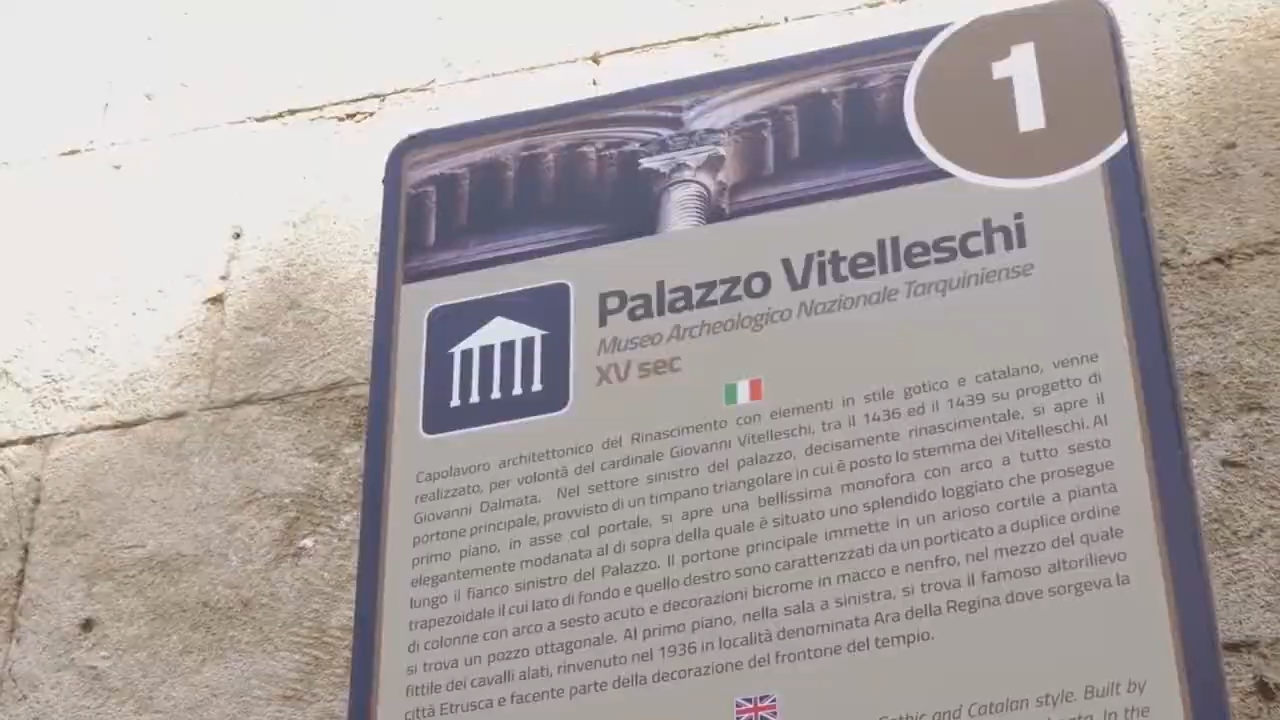 1
Palazzo Vitelleschi
Museo Archeologico Nazionale Tarquiniense
XV sec
Capolavoro architettonico del Rinascimento con elementi in stile gotico e catalano, venne
realizzato, per volontà del cardinale Giovanni Vitelleschi, tra il 1436 ed il 1439 su progetto di
Giovanni Dalmata. Nel settore sinistro del palazzo, decisamente rinascimentale, si apre il
portone principale, provvisto di un timpano triangolare in cui è posto lo stemma dei Vitelleschi. Al
primo piano, in asse col portale, si apre una bellissima monofora con arco a tutto sesto
elegantemente modanata al di sopra della quale è situato uno splendido loggiato che prosegue
lungo il fianco sinistro del Palazzo. Il portone principale immette in un arioso cortile a pianta
trapezoidale il cui lato di fondo e quello destro sono caratterizzati da un porticato a duplice ordine
di colonne con arco a sesto acuto e decorazioni bicrome in macco e nenfro, nel mezzo del quale
si trova un pozzo ottagonale. Al primo piano, nella sala a sinistra, si trova il famoso altorilievo
fittile dei cavalli alati, rinvenuto nel 1936 in località denominata Ara della Regina dove sorgeva la
città Etrusca e facente parte della decorazione del frontone del tempio.
Gothic and Catalan style. Built by
In the